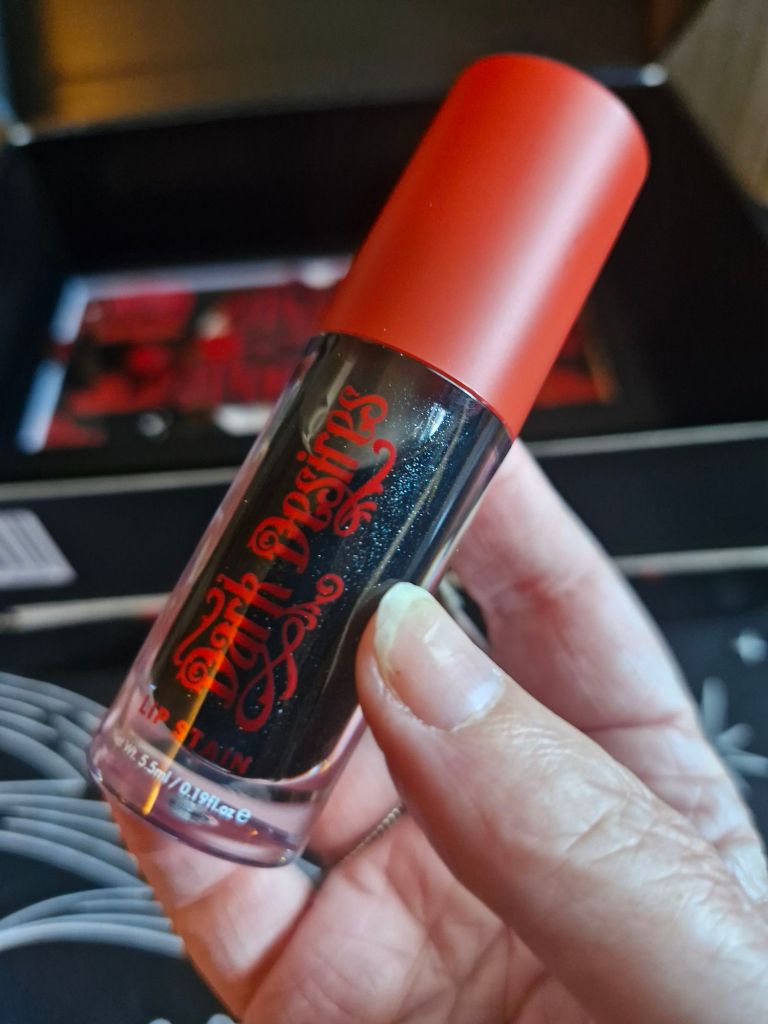 Dark Desires
LIP STAIN
5.5ml / 0.19fl.oz ℮